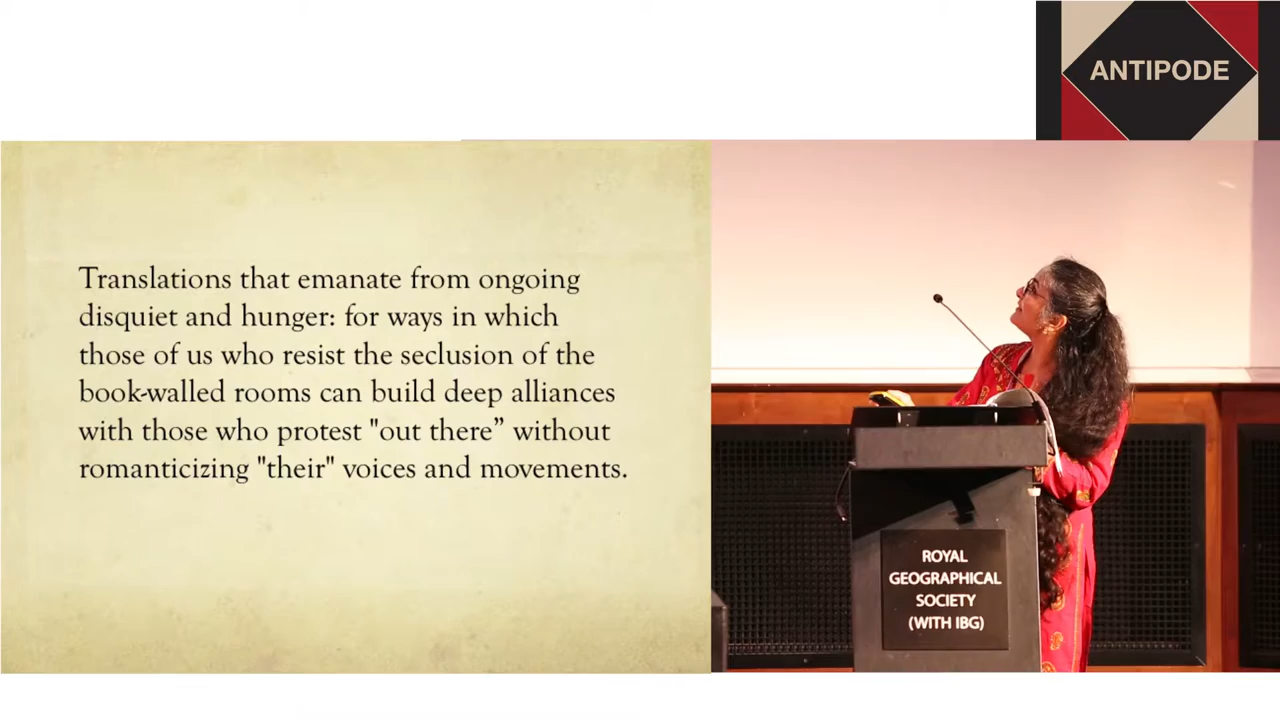 ANTIPODE
Translations that emanate from ongoing
disquiet and hunger: for ways in which
those of us who resist the seclusion of the
book-walled rooms can build deep alliances
with those who protest "out there” without
romanticizing "their" voices and movements.
ROYAL
GEOGRAPHICAL
SOCIETY
(WITH IBG)